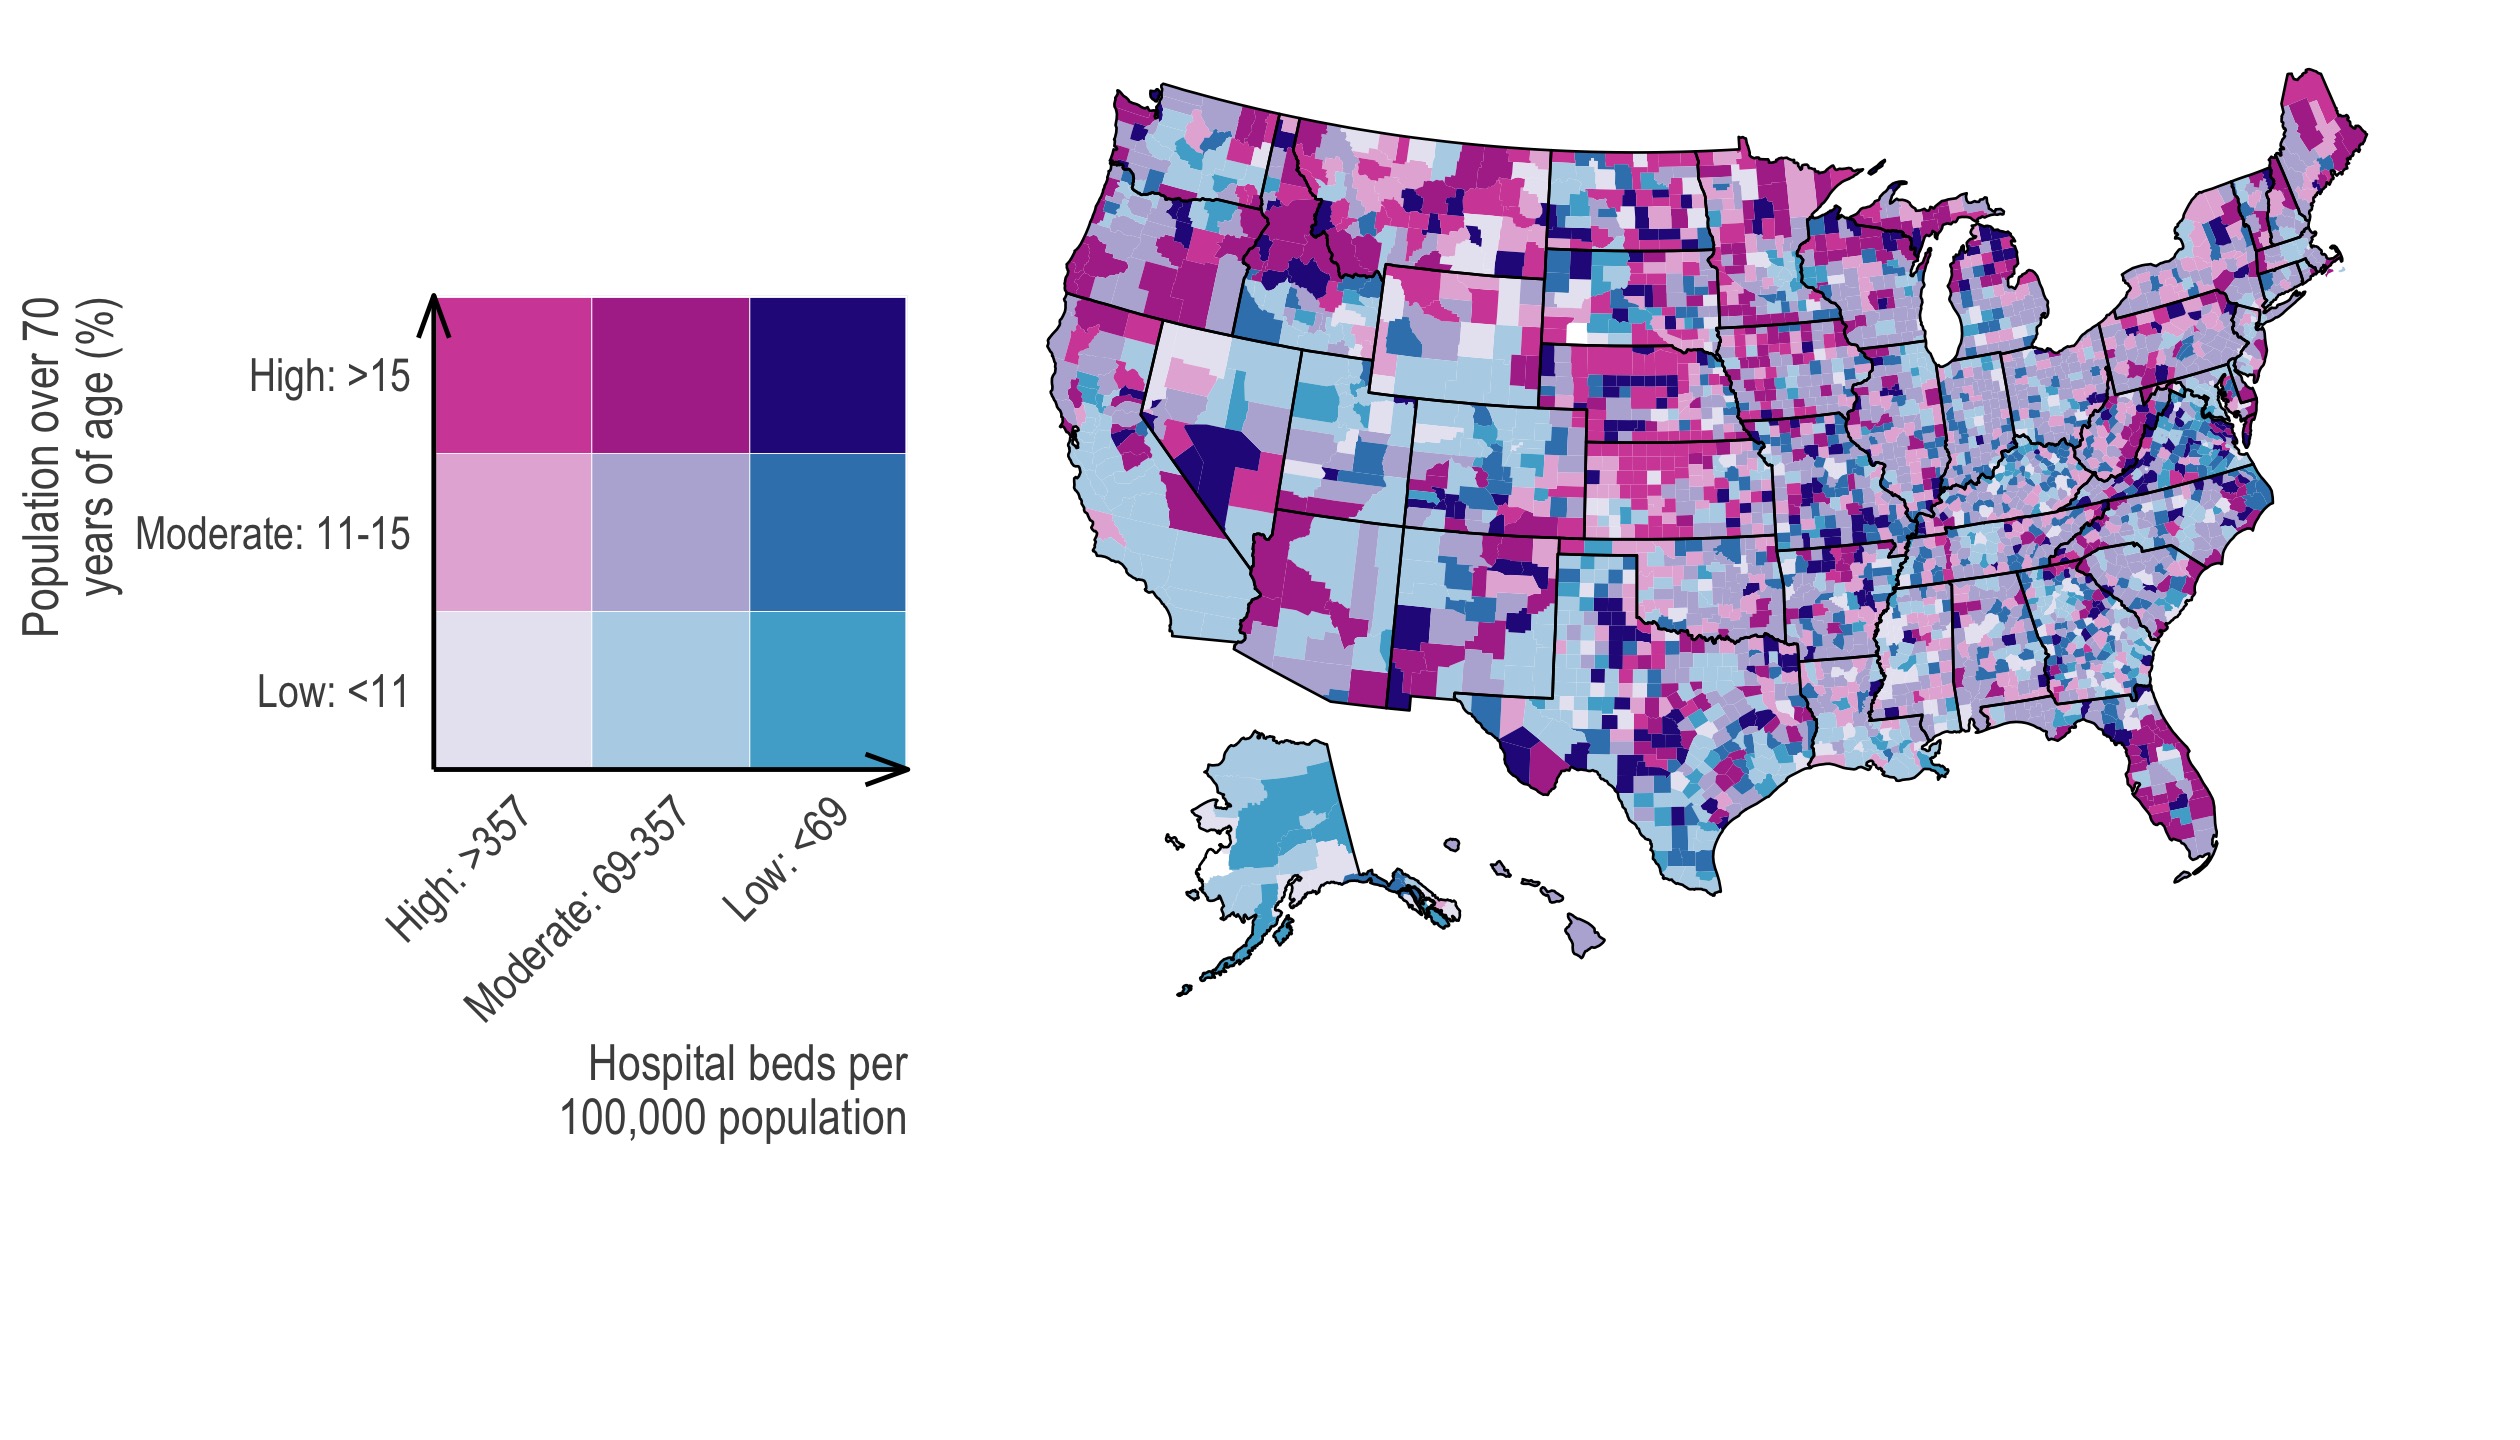 Population over 70
years of age (%)
High: >15
Moderate: 11-15
Low: <11
High: >357
Moderate: 69-357
Low: <69
Hospital beds per
100,000 population